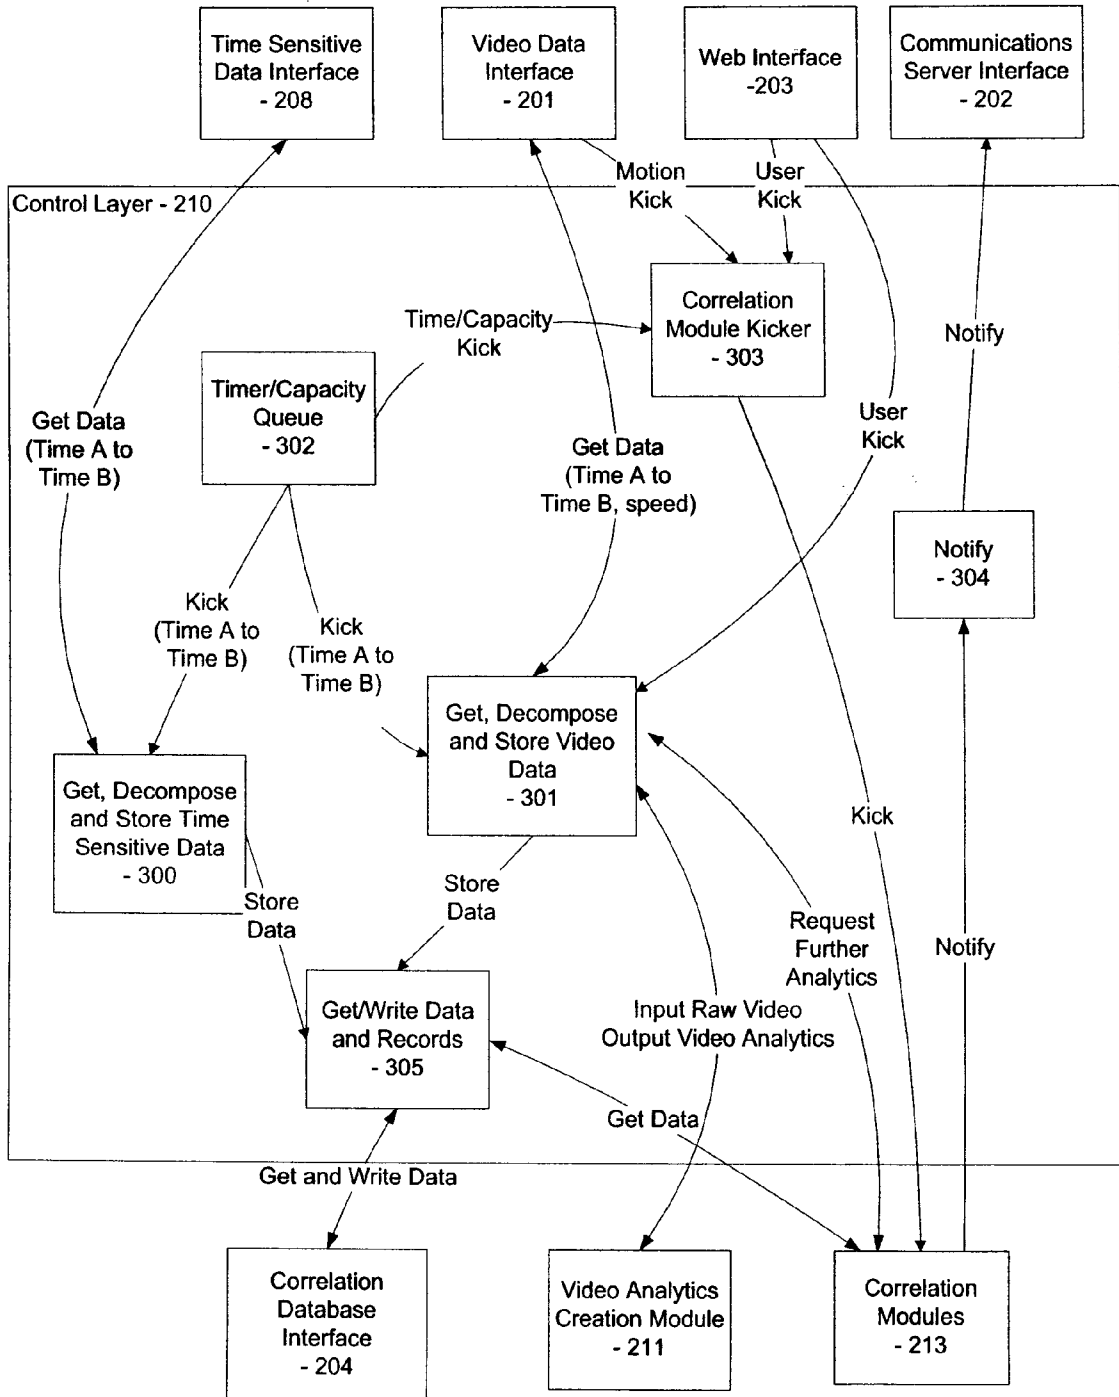 Time Sensitive
Data Interface
- 208
Video Data
Interface
- 201
Web Interface
-203
Communications
Server Interface
- 202
Motion
Kick
User
Kick
Control Layer - 210
Correlation
Module Kicker
- 303
Time/Capacity
Kick
Notify
Timer/Capacity
Queue
- 302
Get Data
(Time A to
Time B)
Get Data
(Time A to
Time B, speed)
User
Kick
Notify
- 304
Kick
(Time A to
Time B)
Kick
(Time A to
Time B)
Get, Decompose
and Store Video
Data
- 301
Get, Decompose
and Store Time
Sensitive Data
- 300
Kick
Store
Data
Store
Data
Request
Further
Analytics
Notify
Get/Write Data
and Records
- 305
Input Raw Video
Output Video Analytics
Get Data
Get and Write Data
Correlation
Database
Interface
- 204
Video Analytics
Creation Module
- 211
Correlation
Modules
- 213